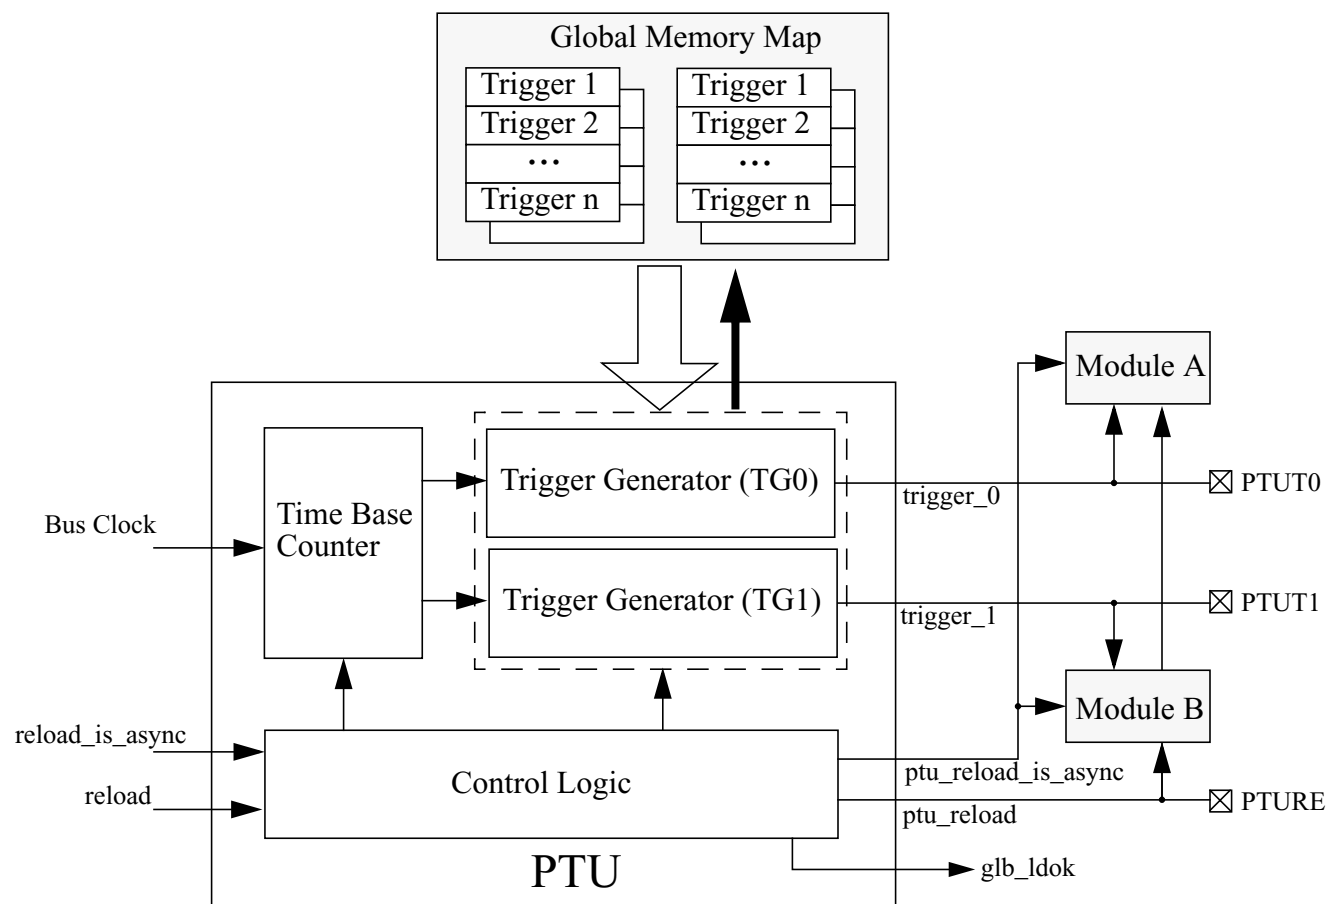 Global Memory Map
Trigger 1
Trigger 2
...
Trigger n
Trigger 1
Trigger 2
...
Trigger n
Module A
Trigger Generator (TG0)
trigger_0
PTUT0
Bus Clock
Time Base
Counter
Trigger Generator (TG1)
trigger_1
PTUT1
Module B
reload_is_async
reload
Control Logic
ptu_reload_is_async
ptu_reload
PTURE
glb_ldok
PTU